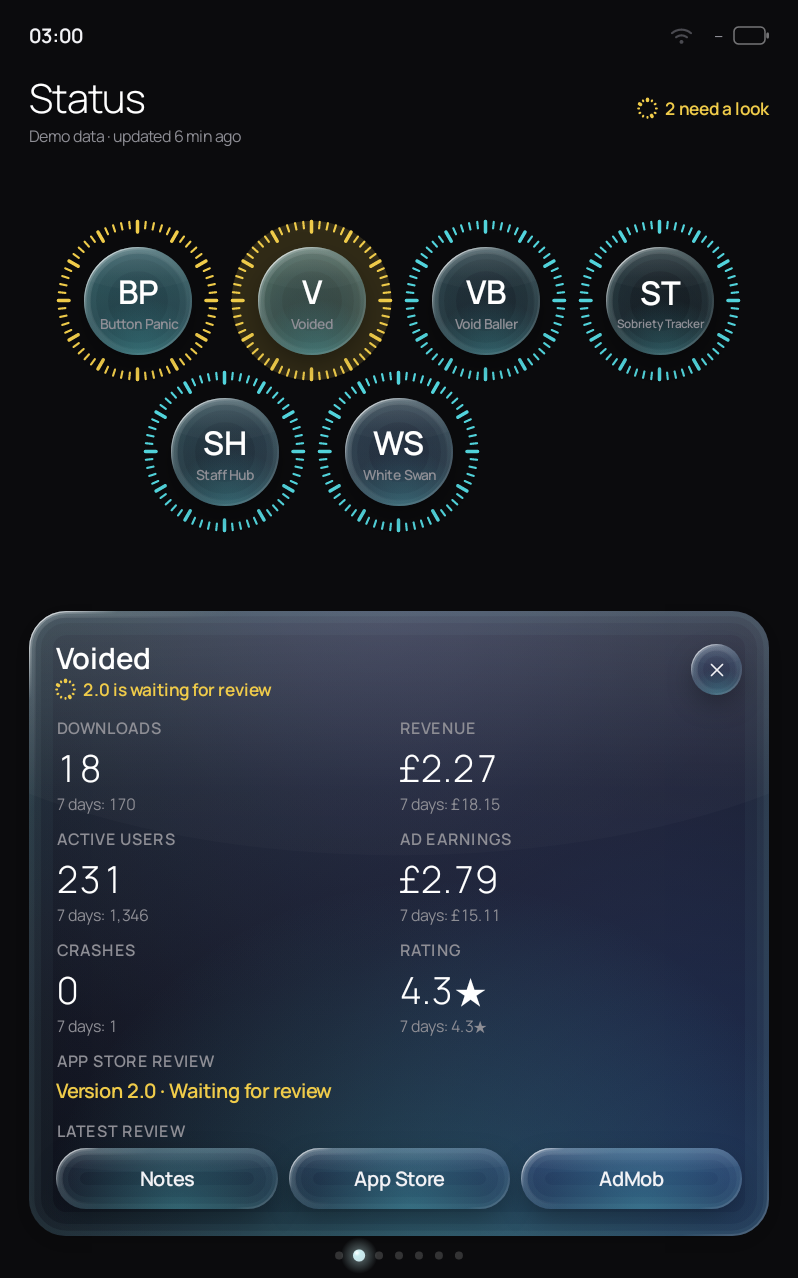 03:00
–
Status
2 need a look
Demo data · updated 6 min ago
BP
Button Panic
V
Voided
VB
Void Baller
ST
Sobriety Tracker
SH
Staff Hub
WS
White Swan
Voided
2.0 is waiting for review
DOWNLOADS
18
7 days: 170
REVENUE
£2.27
7 days: £18.15
ACTIVE USERS
231
7 days: 1,346
AD EARNINGS
£2.79
7 days: £15.11
CRASHES
0
7 days: 1
RATING
4.3★
7 days: 4.3★
APP STORE REVIEW
Version 2.0 · Waiting for review
LATEST REVIEW
Notes
App Store
AdMob